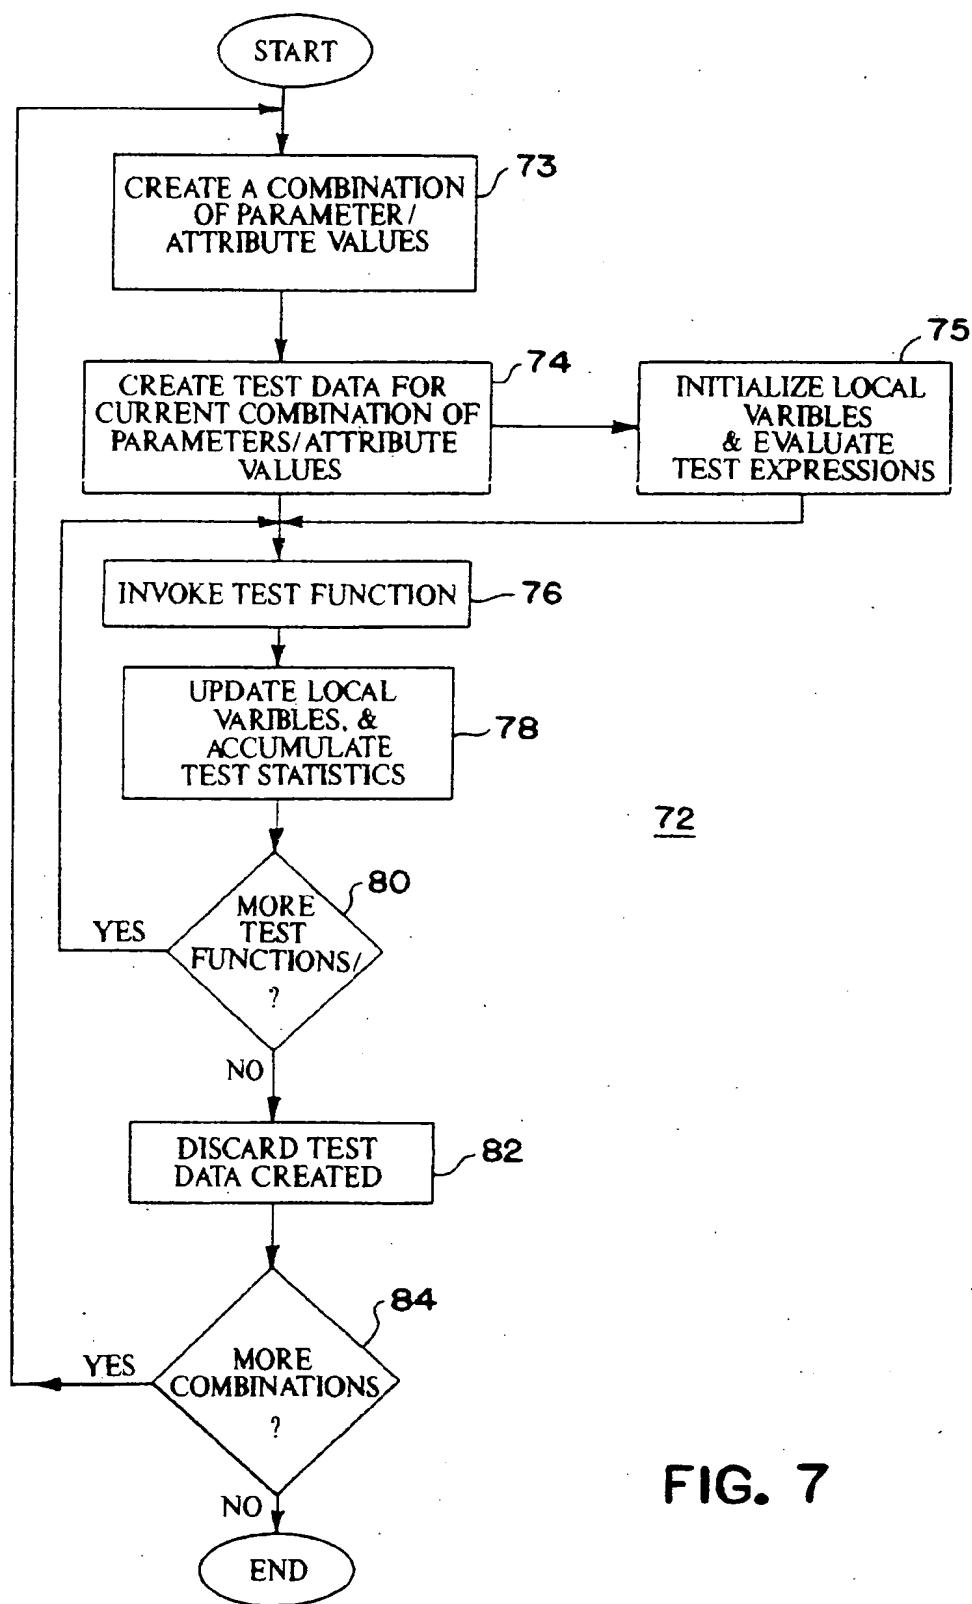 START
73
CREATE A COMBINATION
OF PARAMETER/
ATTRIBUTE VALUES
74
CREATE TEST DATA FOR
CURRENT COMBINATION OF
PARAMETERS/ATTRIBUTE
VALUES
75
INITIALIZE LOCAL
VARIBLES
& EVALUATE
TEST EXPRESSIONS
INVOKE TEST FUNCTION
76
UPDATE LOCAL
VARIBLES, &
ACCUMULATE
TEST STATISTICS
78
72
80
MORE
TEST
FUNCTIONS/
?
YES
NO
DISCARD TEST
DATA CREATED
82
84
MORE
COMBINATIONS
?
YES
NO
END
FIG. 7